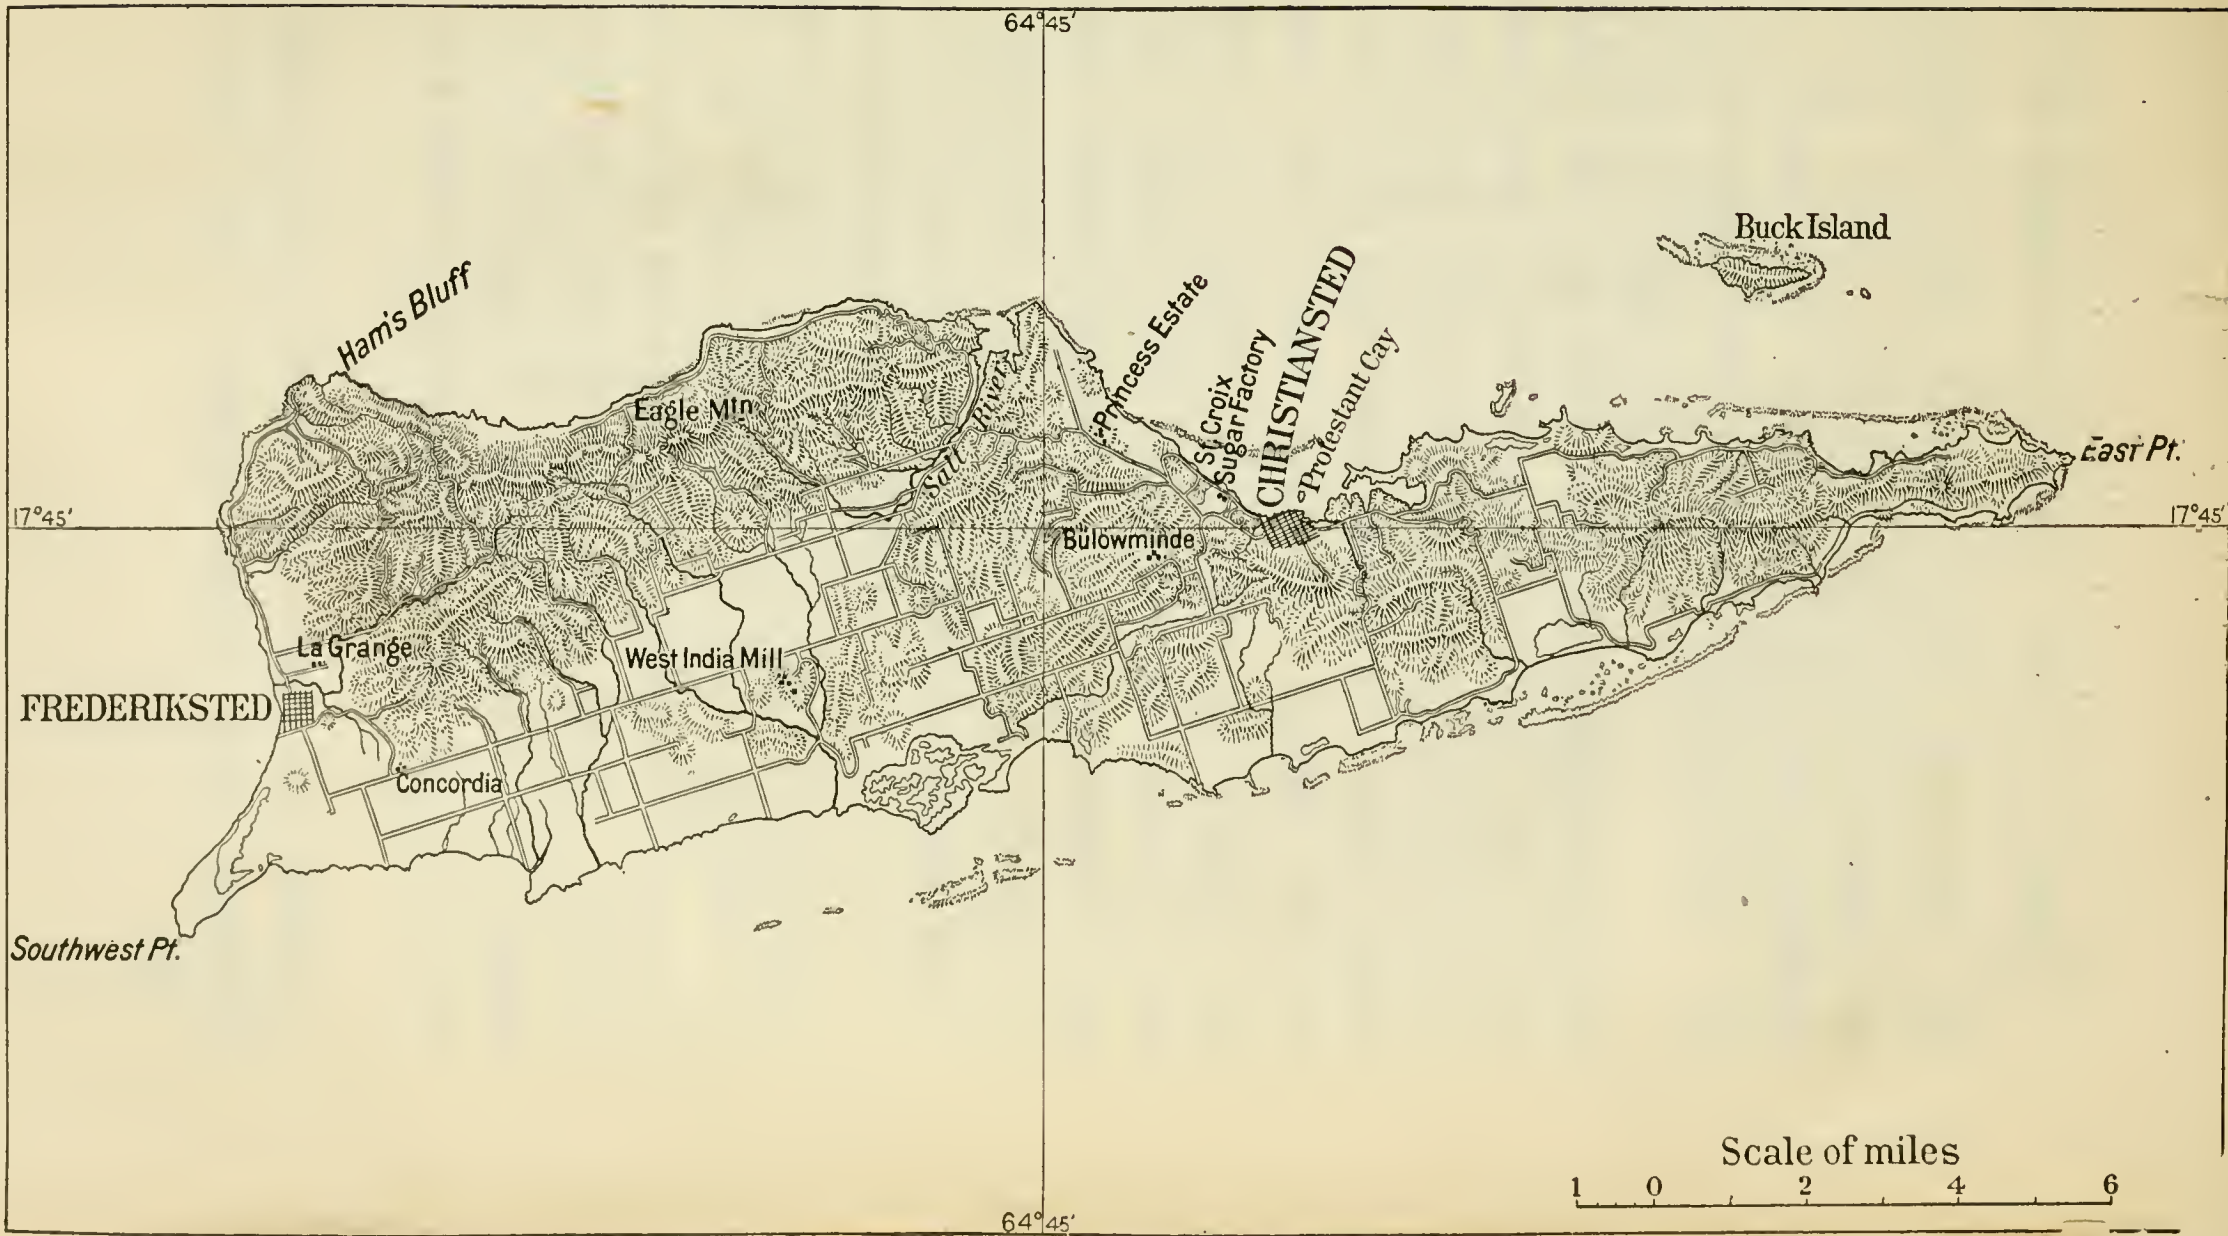 64°45'
Buck Island
Ham's Bluff
Princess Estate
St Croix
Sugar Factory
CHRISTIANSTED
Protestant Cay
Eagle Mtn
Salt River
East Pt.
17°45'
17°45'
Bülowminde
La Grange
West India Mill
FREDERIKSTED
Concordia
Southwest Pt.
Scale of miles
1 0 2 4 6
64°45'